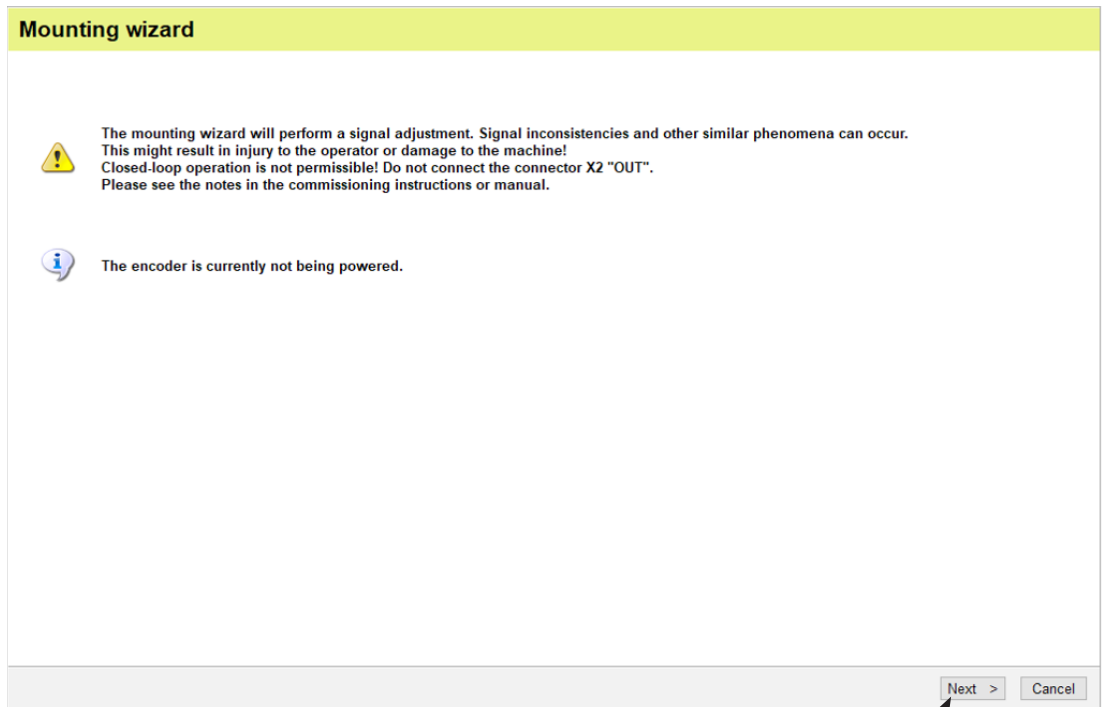 Mounting wizard
The mounting wizard will perform a signal adjustment. Signal inconsistencies and other similar phenomena can occur.
This might result in injury to the operator or damage to the machine!
Closed-loop operation is not permissible! Do not connect the connector X2 "OUT".
Please see the notes in the commissioning instructions or manual.
The encoder is currently not being powered.
Next >
Cancel